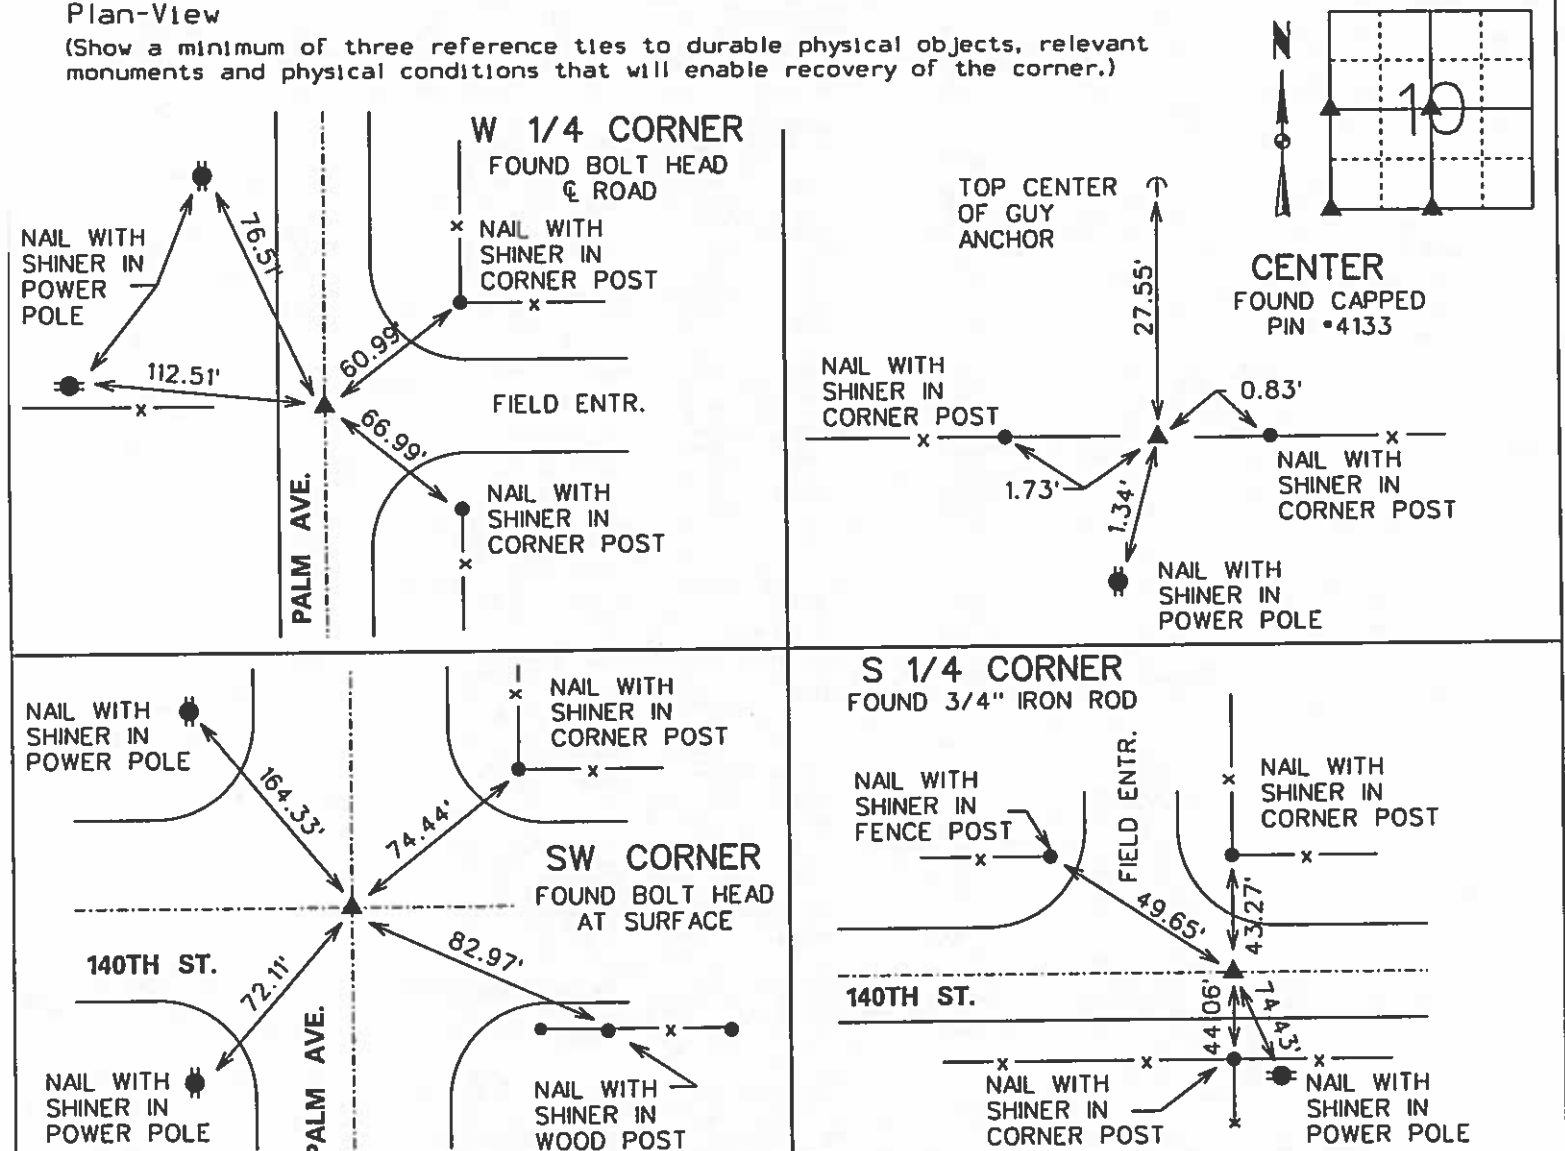 Plan-View
(Show a minimum of three reference ties to durable physical objects, relevant
monuments and physical conditions that will enable recovery of the corner.)
N
10
W 1/4 CORNER
FOUND BOLT HEAD
℄ ROAD
NAIL WITH
SHINER IN
POWER
POLE
76.51'
112.51'
NAIL WITH
SHINER IN
CORNER POST
60.99'
FIELD ENTR.
66.99'
NAIL WITH
SHINER IN
CORNER POST
PALM AVE.
TOP CENTER
OF GUY
ANCHOR
27.55'
CENTER
FOUND CAPPED
PIN #4133
NAIL WITH
SHINER IN
CORNER POST
0.83'
1.73'
1.34'
NAIL WITH
SHINER IN
CORNER POST
NAIL WITH
SHINER IN
POWER POLE
NAIL WITH
SHINER IN
POWER POLE
164.33'
NAIL WITH
SHINER IN
CORNER POST
74.44'
SW CORNER
FOUND BOLT HEAD
AT SURFACE
140TH ST.
72.11'
82.97'
PALM AVE.
NAIL WITH
SHINER IN
POWER POLE
NAIL WITH
SHINER IN
WOOD POST
S 1/4 CORNER
FOUND 3/4" IRON ROD
NAIL WITH
SHINER IN
FENCE POST
FIELD ENTR.
NAIL WITH
SHINER IN
CORNER POST
49.65'
43.27'
140TH ST.
44.06'
74.43'
NAIL WITH
SHINER IN
CORNER POST
NAIL WITH
SHINER IN
POWER POLE